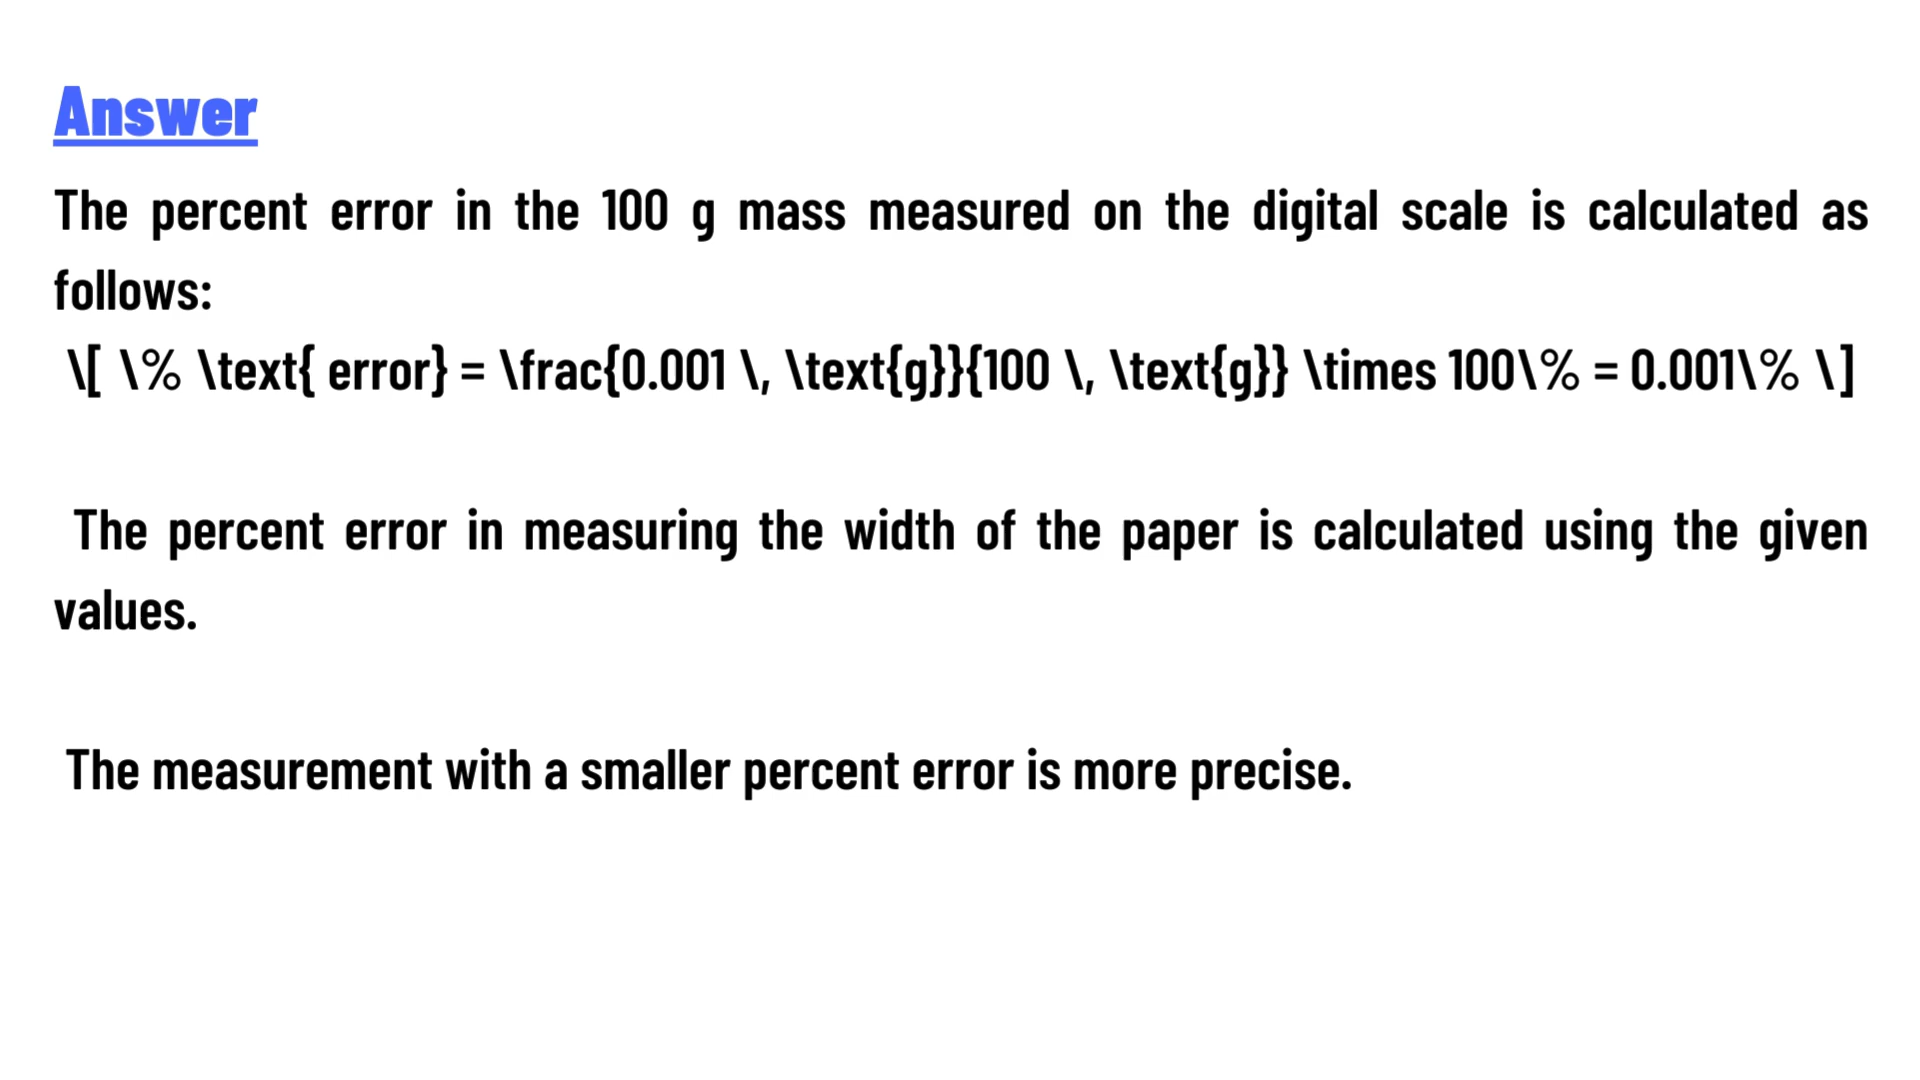 Answer
The percent error in the 100 g mass measured on the digital scale is calculated as
follows:
\[ \% \text{ error} = \frac{0.001 \, \text{g}}{100 \, \text{g}} \times 100\% = 0.001\% \]
The percent error in measuring the width of the paper is calculated using the given
values.
The measurement with a smaller percent error is more precise.